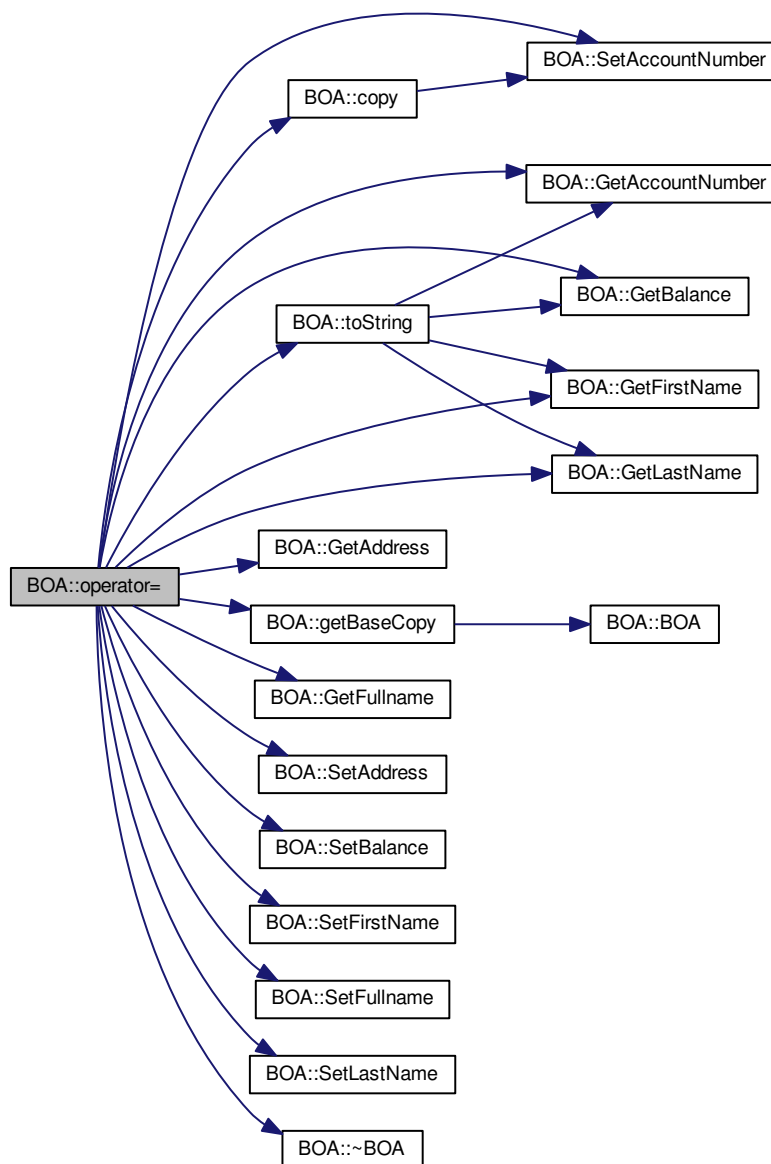 BOA::SetAccountNumber
BOA::copy
BOA::GetAccountNumber
BOA::GetBalance
BOA::toString
BOA::GetFirstName
BOA::GetLastName
BOA::GetAddress
BOA::operator=
BOA::getBaseCopy
BOA::BOA
BOA::GetFullname
BOA::SetAddress
BOA::SetBalance
BOA::SetFirstName
BOA::SetFullname
BOA::SetLastName
BOA::~BOA